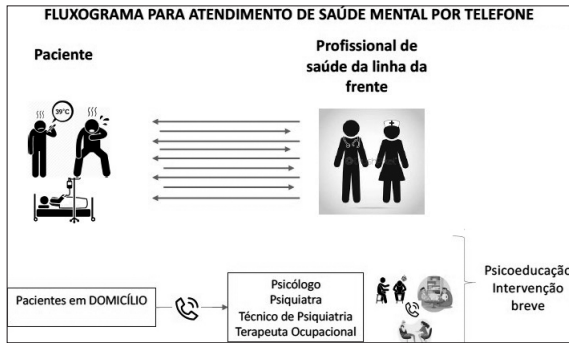 FLUXOGRAMA PARA ATENDIMENTO DE SAÚDE MENTAL POR TELEFONE
Paciente
Profissional de
saúde da linha da
frente
39°C
Pacientes em DOMICÍLIO
Psicólogo
Psiquiatra
Técnico de Psiquiatria
Terapeuta Ocupacional
Psicoeducação
Intervenção
breve